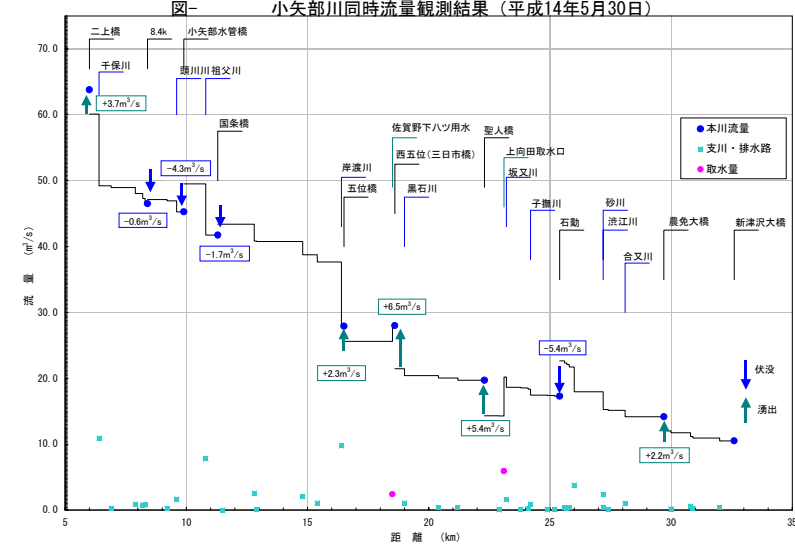 図-　小矢部川同時流量観測結果（平成14年5月30日）
二上橋
8.4k
小矢部水管橋
千保川
頭川川
祖父川
国条橋
岸渡川
五位橋
佐賀野下八ツ用水
西五位(三日市橋)
黒石川
聖人橋
上向田取水口
坂又川
子撫川
石動
砂川
渋江川
合又川
農免大橋
新津沢大橋
本川流量
支川・排水路
取水量
+3.7m³/s
-0.6m³/s
-4.3m³/s
-1.7m³/s
+2.3m³/s
+6.5m³/s
+5.4m³/s
-5.4m³/s
+2.2m³/s
伏没
湧出
流 量 (m³/s)
70.0
60.0
50.0
40.0
30.0
20.0
10.0
0.0
5
10
15
20
25
30
35
距 離 (km)